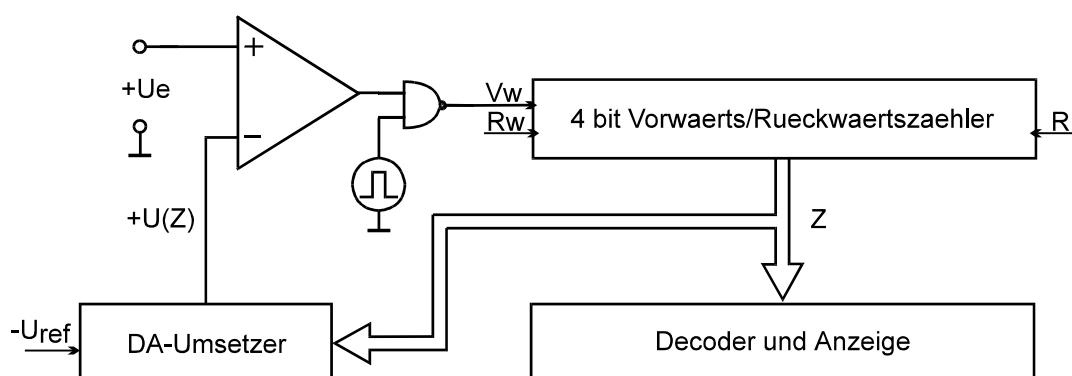 +
+Ue
−
Vw
Rw
4 bit Vorwaerts/Rueckwaertszaehler
R
+U(Z)
Z
-Uref
DA-Umsetzer
Decoder und Anzeige